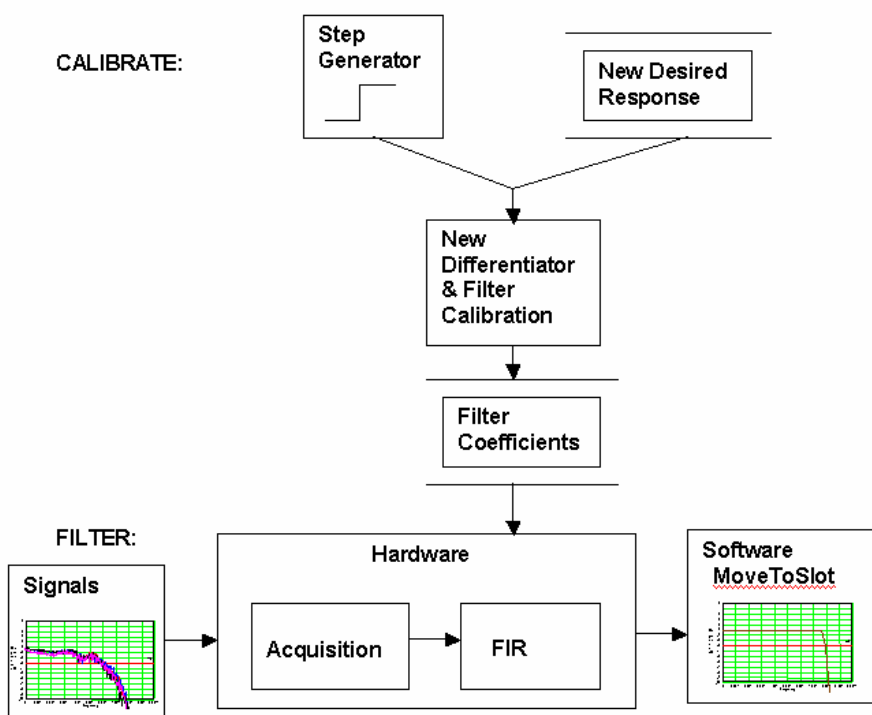 CALIBRATE:
Step
Generator
New Desired
Response
New
Differentiator
& Filter
Calibration
Filter
Coefficients
FILTER:
Signals
Hardware
Acquisition
FIR
Software
MoveToSlot